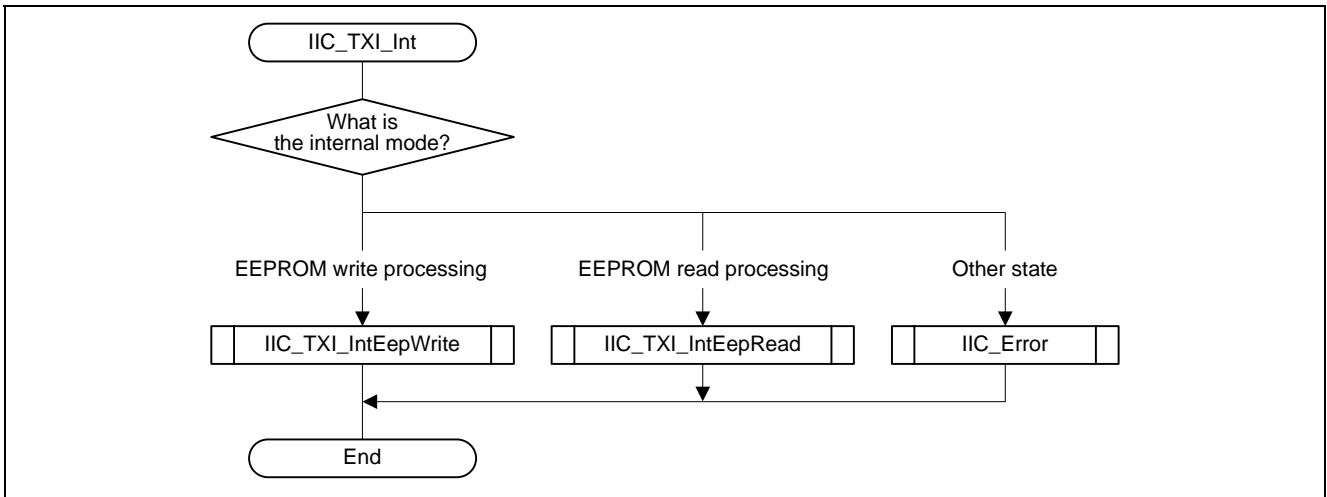 IIC_TXI_Int
What is
the internal mode?
EEPROM write processing
EEPROM read processing
Other state
IIC_TXI_IntEepWrite
IIC_TXI_IntEepRead
IIC_Error
End